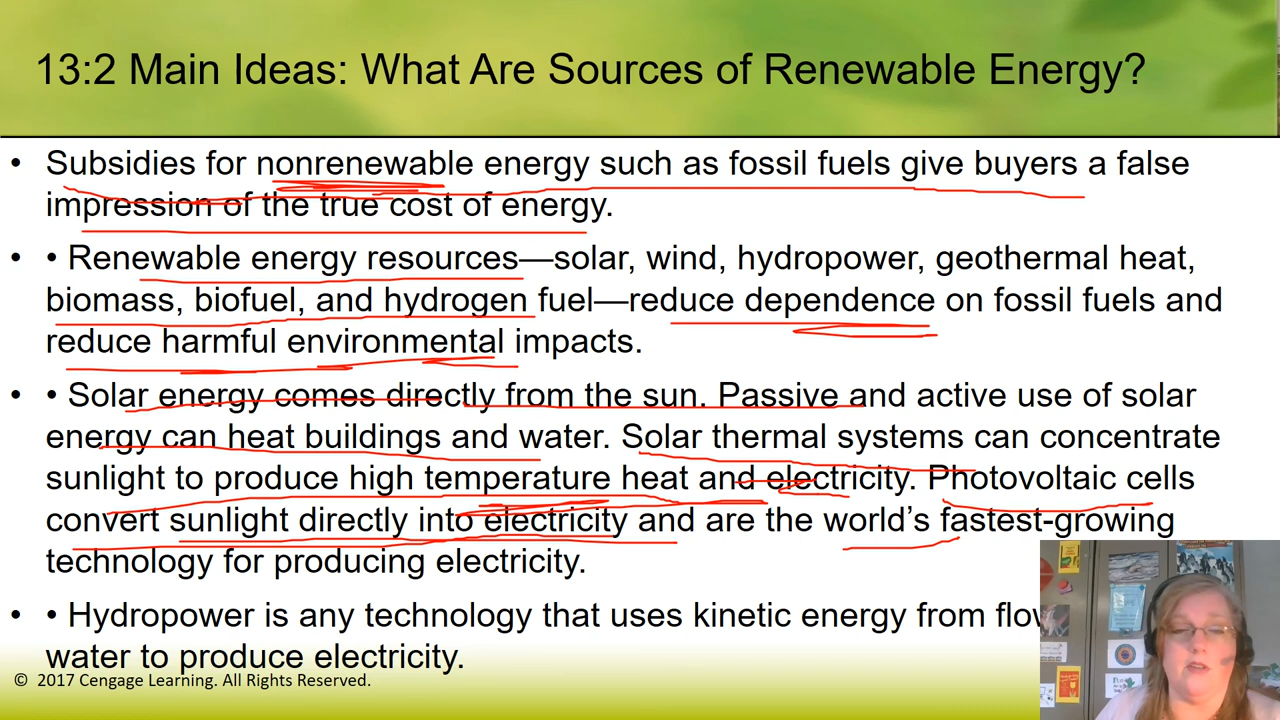 13:2 Main Ideas: What Are Sources of Renewable Energy?
• Subsidies for nonrenewable energy such as fossil fuels give buyers a false
impression of the true cost of energy.
• • Renewable energy resources—solar, wind, hydropower, geothermal heat,
biomass, biofuel, and hydrogen fuel—reduce dependence on fossil fuels and
reduce harmful environmental impacts.
• • Solar energy comes directly from the sun. Passive and active use of solar
energy can heat buildings and water. Solar thermal systems can concentrate
sunlight to produce high temperature heat and electricity. Photovoltaic cells
convert sunlight directly into electricity and are the world’s fastest-growing
technology for producing electricity.
• • Hydropower is any technology that uses kinetic energy from
water to produce electricity.
© 2017 Cengage Learning. All Rights Reserved.